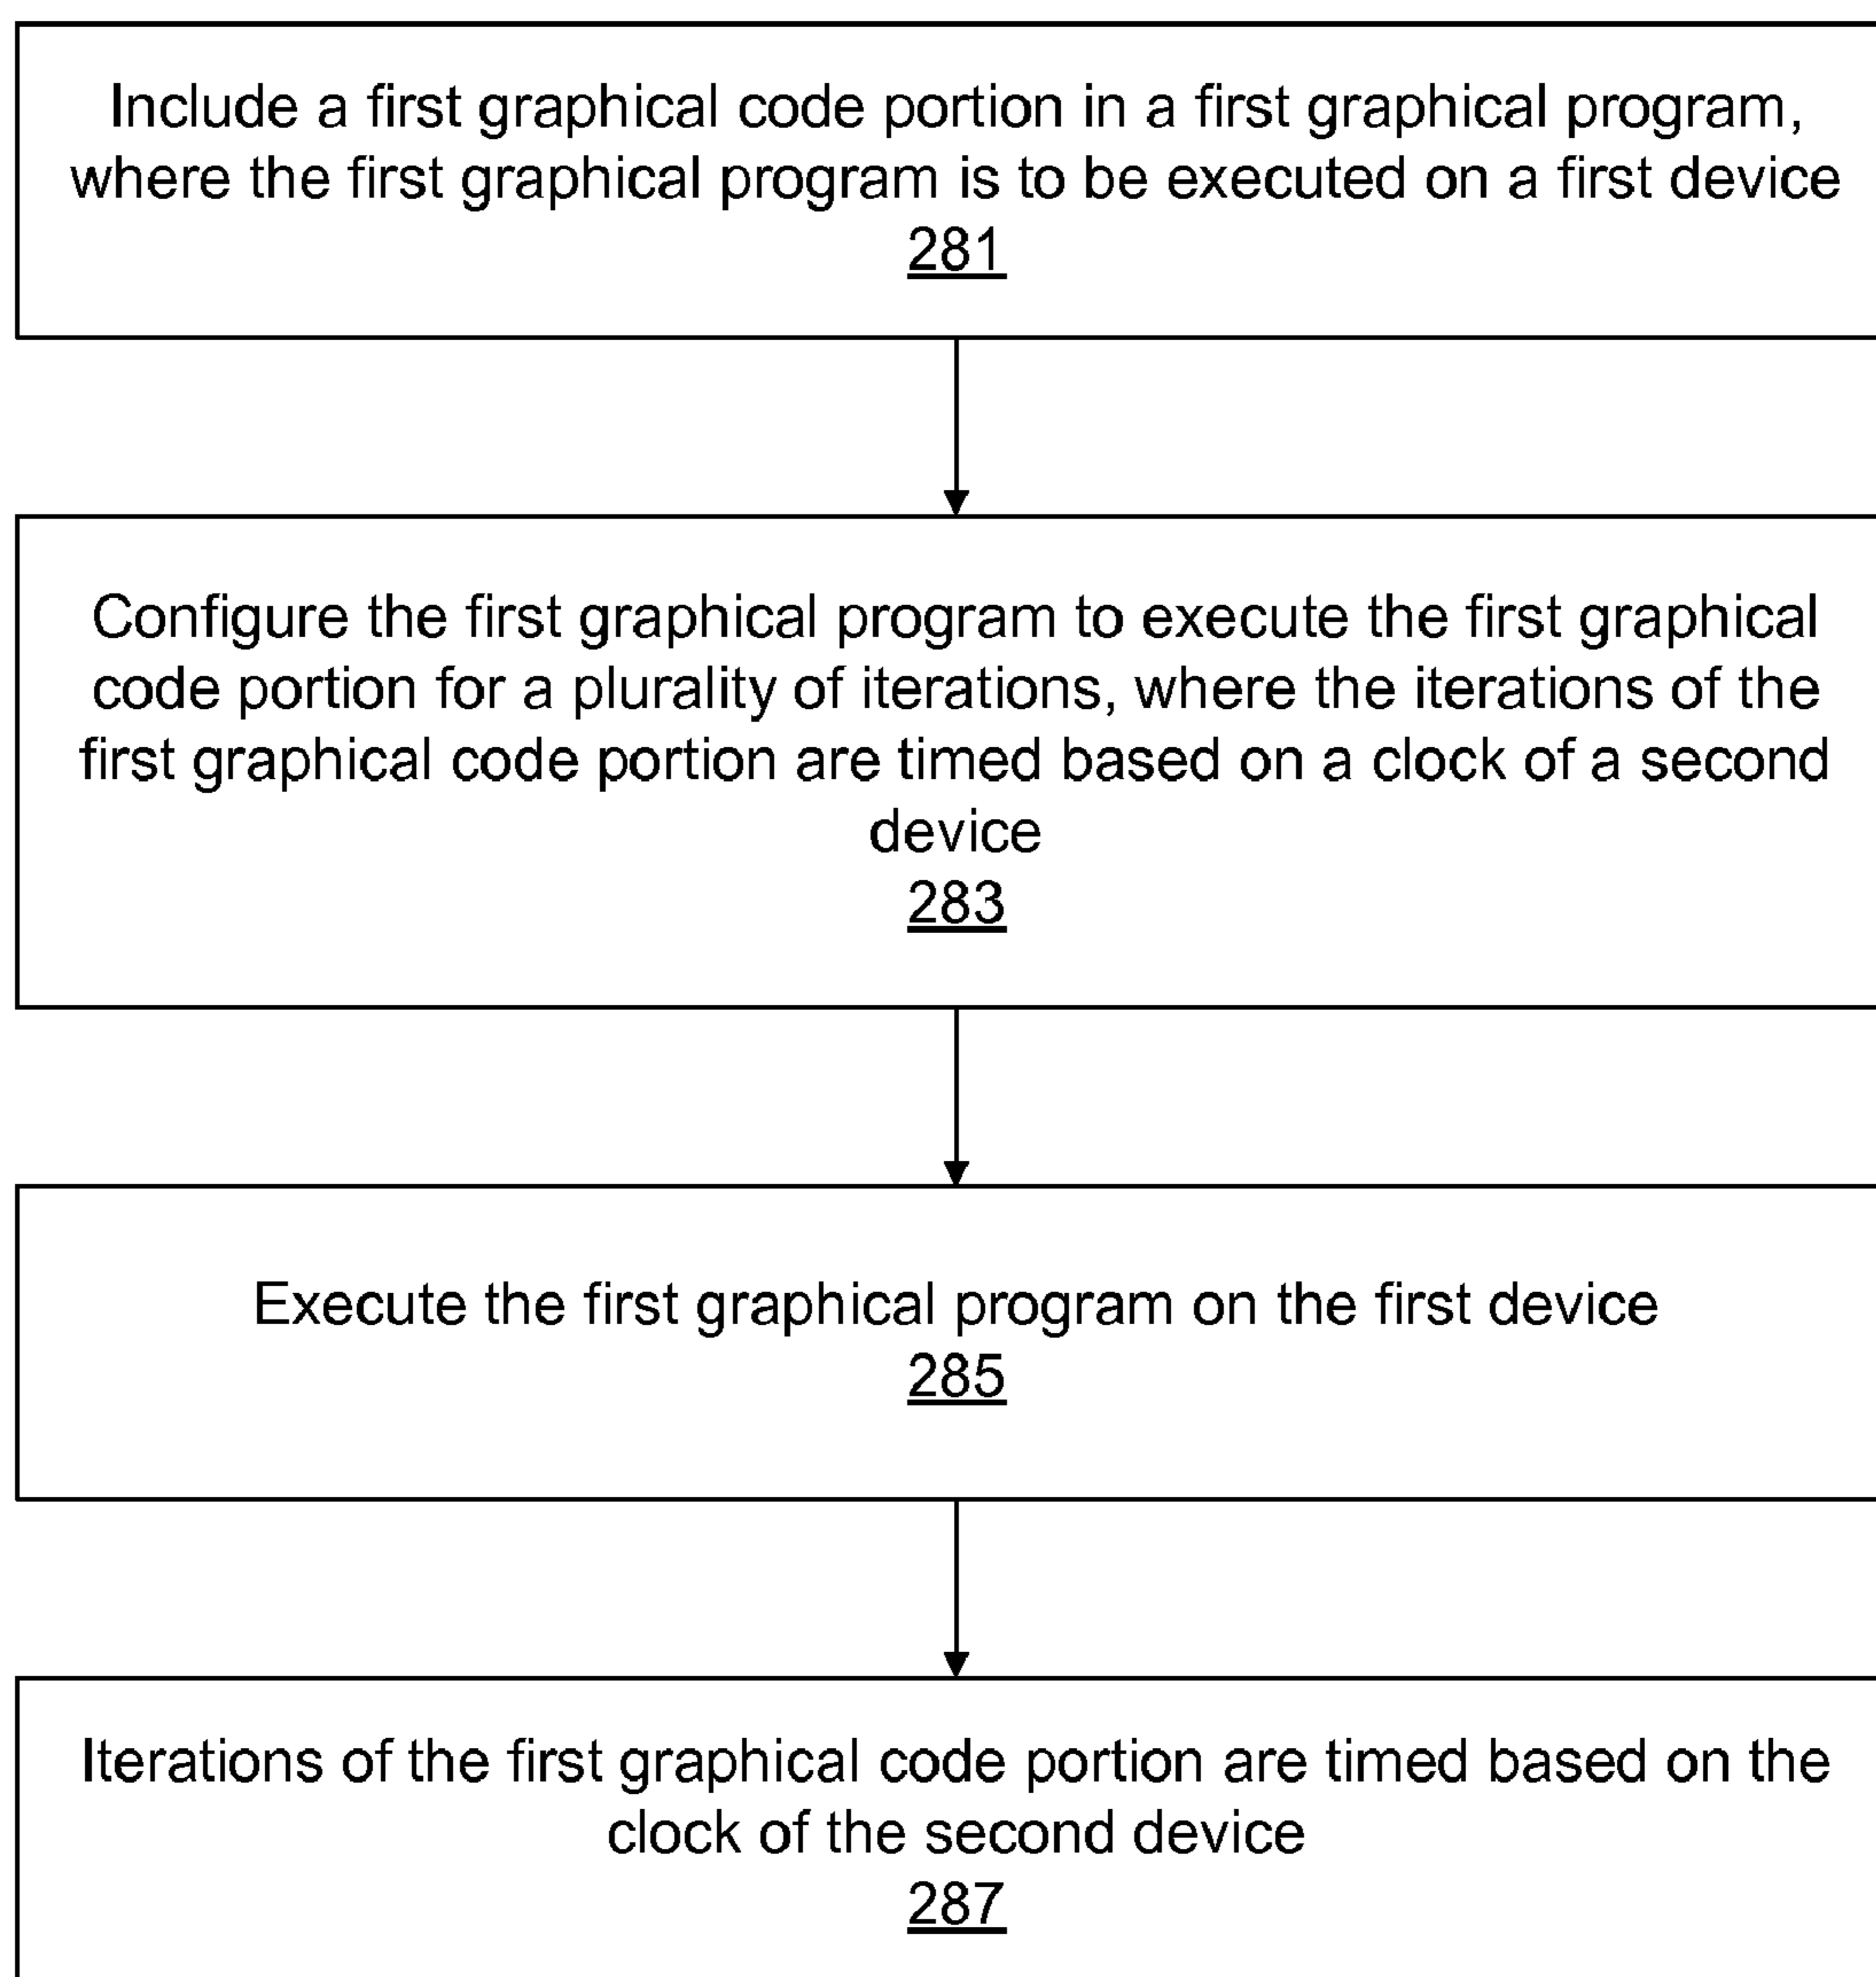 Include a first graphical code portion in a first graphical program,
where the first graphical program is to be executed on a first device
281
Configure the first graphical program to execute the first graphical
code portion for a plurality of iterations, where the iterations of the
first graphical code portion are timed based on a clock of a second
device
283
Execute the first graphical program on the first device
285
Iterations of the first graphical code portion are timed based on the
clock of the second device
287